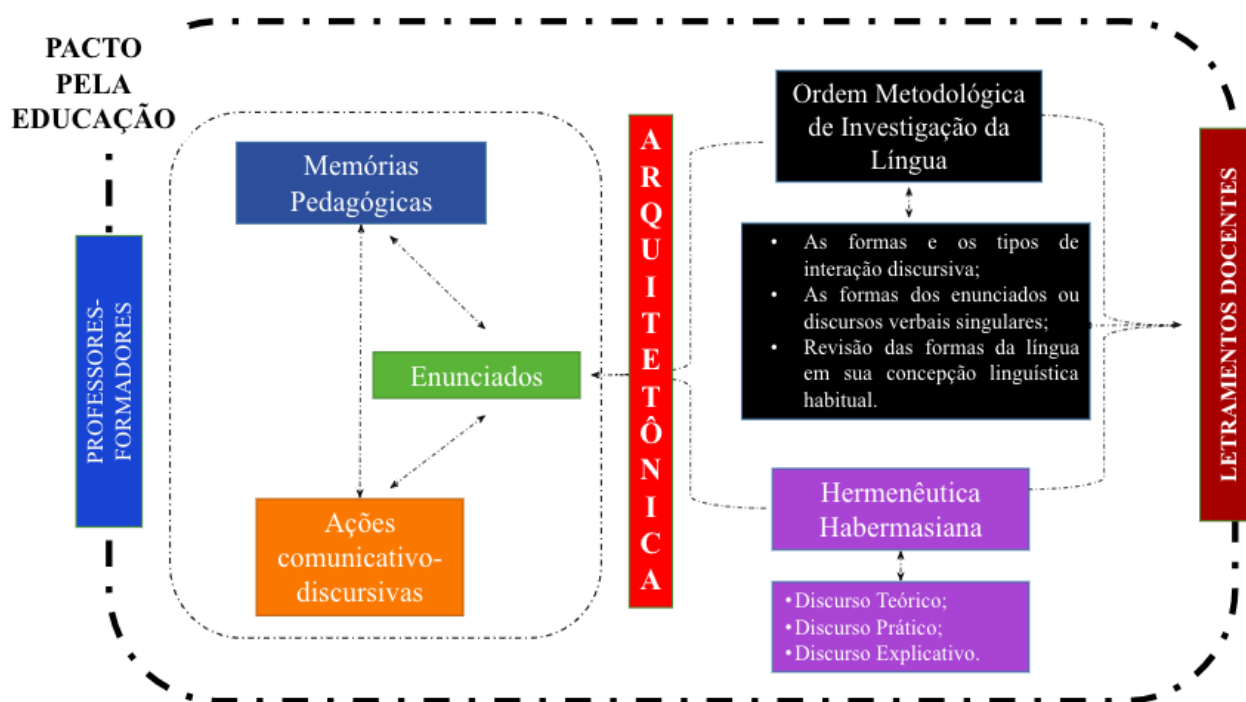 PACTO
PELA
EDUCAÇÃO
PROFESSORES-
FORMADORES
Memórias
Pedagógicas
Enunciados
Ações
comunicativo-
discursivas
ARQUITETÔNICA
Ordem Metodológica
de Investigação da
Língua
• As formas e os tipos de
interação discursiva;
• As formas dos enunciados ou
discursos verbais singulares;
• Revisão das formas da língua
em sua concepção linguística
habitual.
Hermenêutica
Habermasiana
•Discurso Teórico;
•Discurso Prático;
•Discurso Explicativo.
LETRAMENTOS DOCENTES